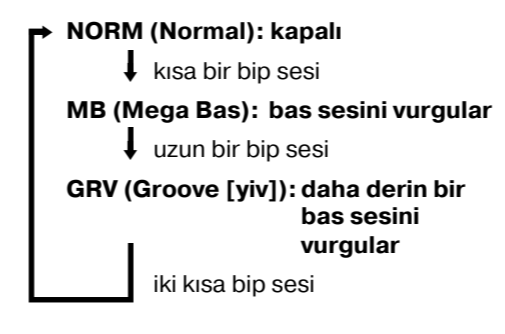 NORM (Normal): kapalı
kısa bir bip sesi
MB (Mega Bas): bas sesini vurgular
uzun bir bip sesi
GRV (Groove [yiv]): daha derin bir
bas sesini
vurgular
iki kısa bip sesi